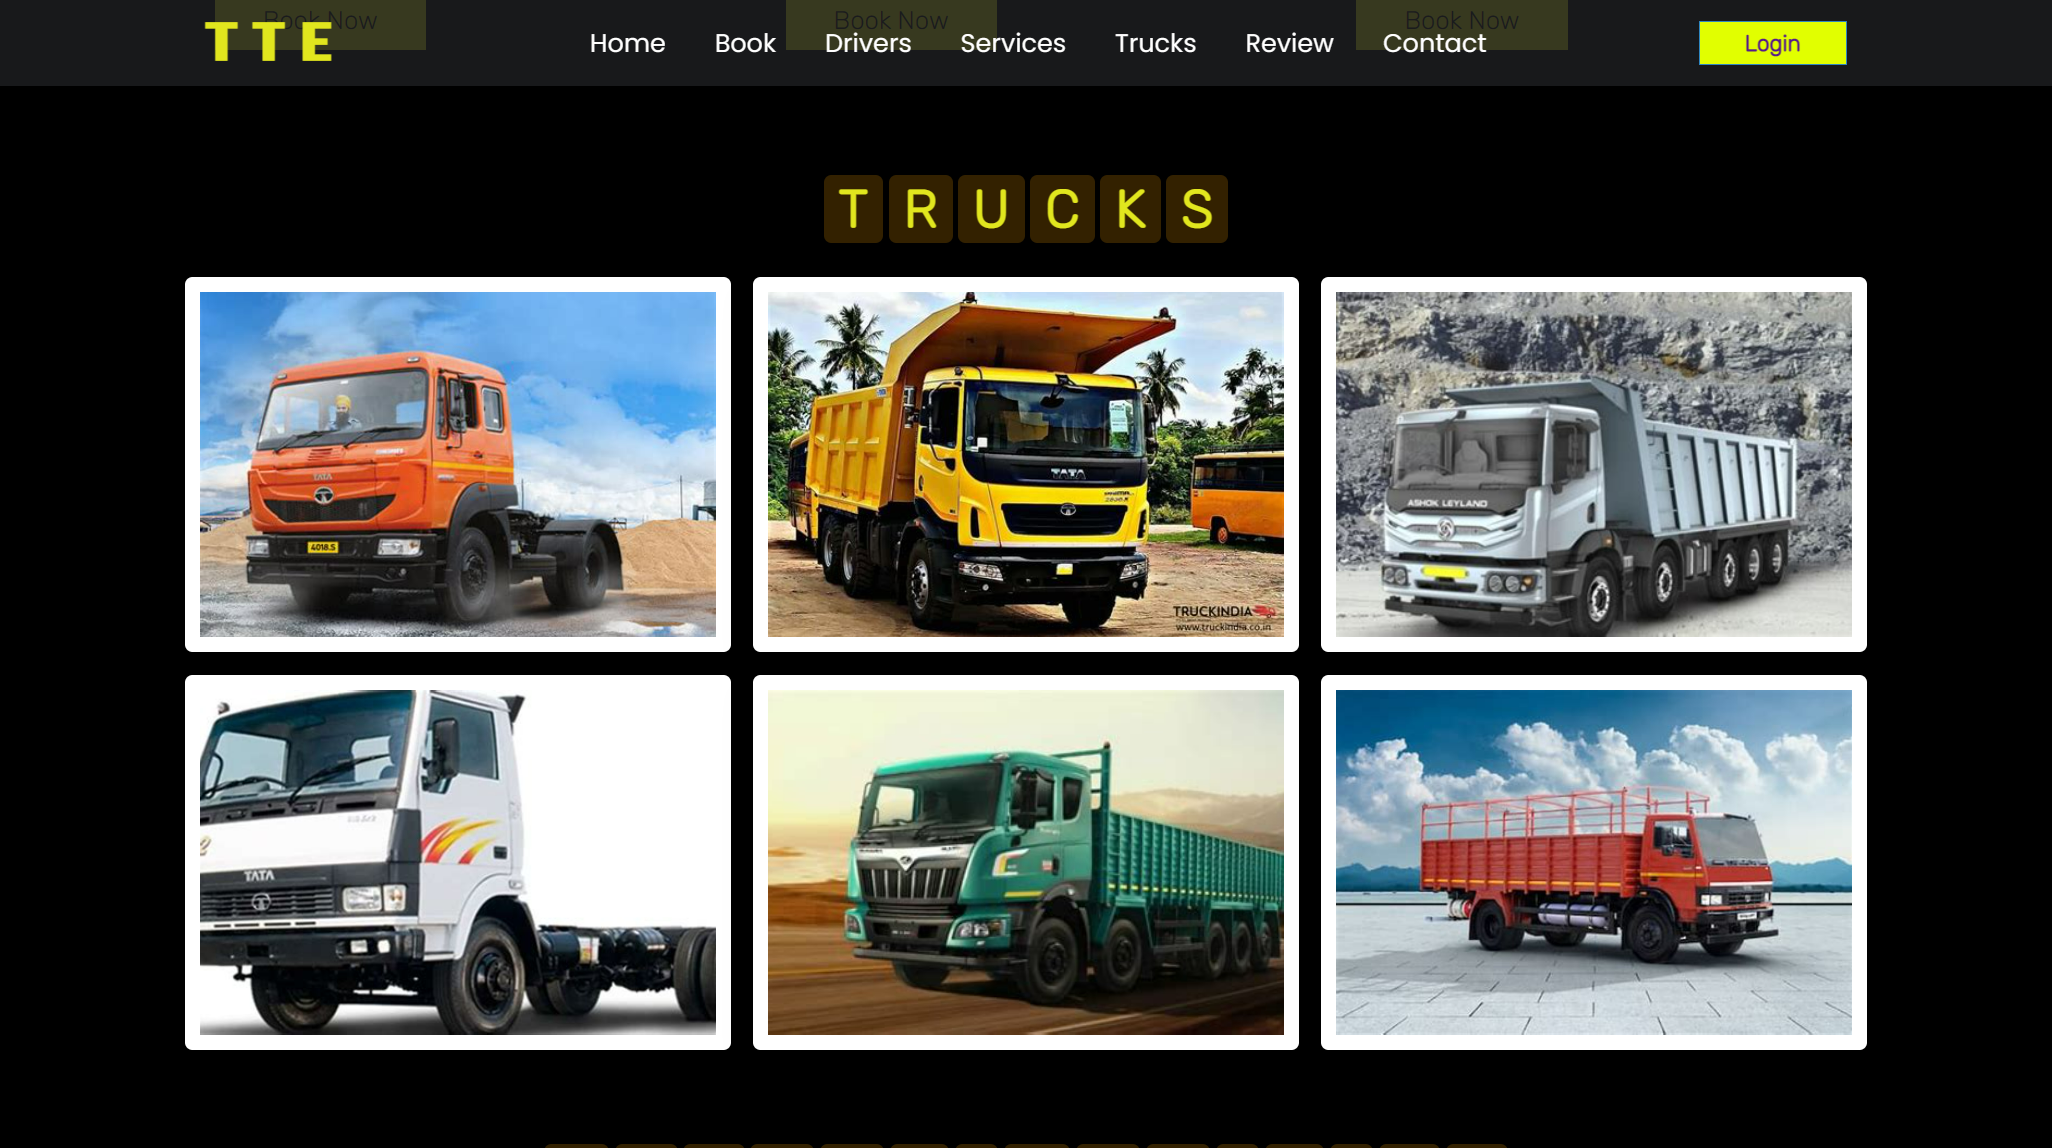 Book Now Book Now Book Now
TTE Home Book Drivers Services Trucks Review Contact Login
TRUCKS
TATA
4018.S
TATA
TRUCKINDIA
www.truckindia.co.in
ASHOK LEYLAND
TATA